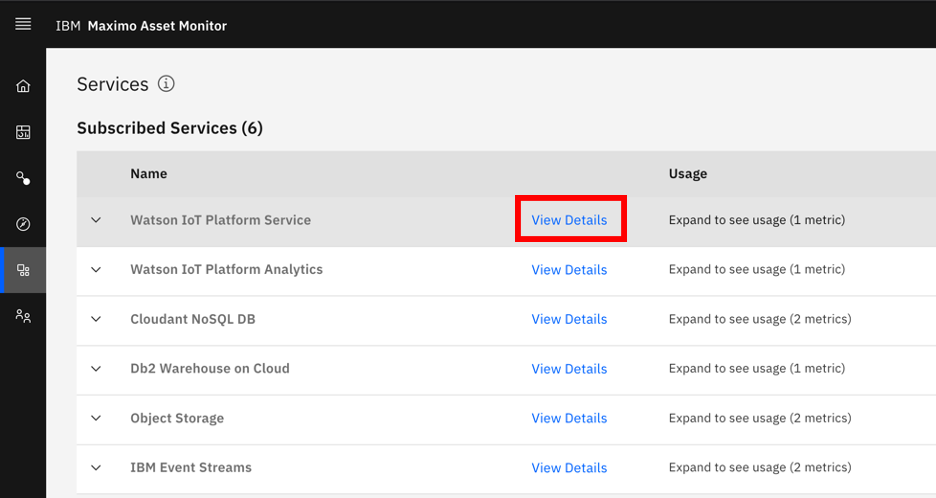 IBM Maximo Asset Monitor
Services
Subscribed Services (6)
Name Usage
Watson IoT Platform Service View Details Expand to see usage (1 metric)
Watson IoT Platform Analytics View Details Expand to see usage (1 metric)
Cloudant NoSQL DB View Details Expand to see usage (2 metrics)
Db2 Warehouse on Cloud View Details Expand to see usage (1 metric)
Object Storage View Details Expand to see usage (2 metrics)
IBM Event Streams View Details Expand to see usage (2 metrics)